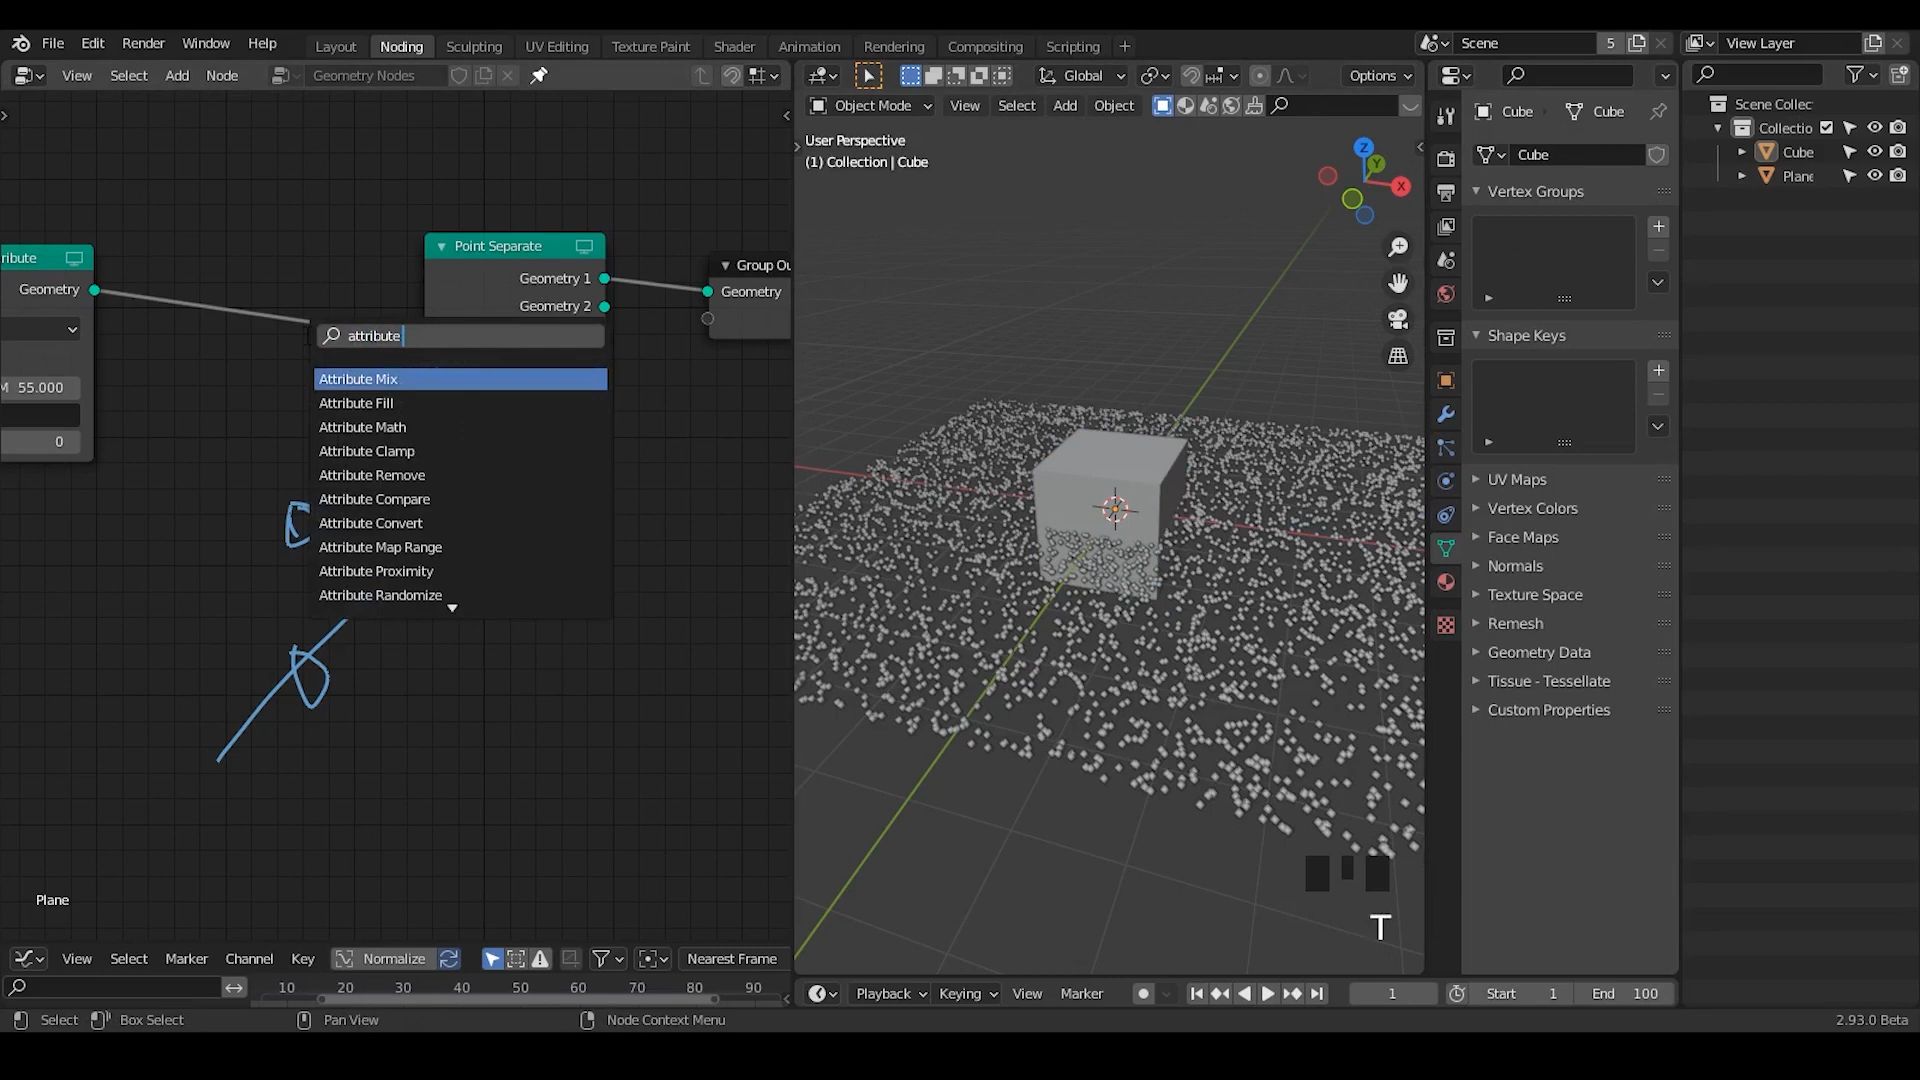 File Edit Render Window Help Layout Noding Sculpting UV Editing Texture Paint Shader Animation Rendering Compositing Scripting Scene 5 View Layer
View Select Add Node Geometry Nodes Global Options
Object Mode View Select Add Object
User Perspective
(1) Collection | Cube
Z
Y
X
ribute
Geometry
M 55.000
0
Point Separate
Geometry 1
Geometry 2
Group Ou
Geometry
attribute
Attribute Mix
Attribute Fill
Attribute Math
Attribute Clamp
Attribute Remove
Attribute Compare
Attribute Convert
Attribute Map Range
Attribute Proximity
Attribute Randomize
Plane
T
Cube Cube
Cube
Vertex Groups
Shape Keys
UV Maps
Vertex Colors
Face Maps
Normals
Texture Space
Remesh
Geometry Data
Tissue - Tessellate
Custom Properties
Scene Collec
Collectio
Cube
Plane
View Select Marker Channel Key Normalize Nearest Frame
10 20 30 40 50 60 70 80 90
Playback Keying View Marker 1 Start 1 End 100
Select Box Select Pan View Node Context Menu 2.93.0 Beta